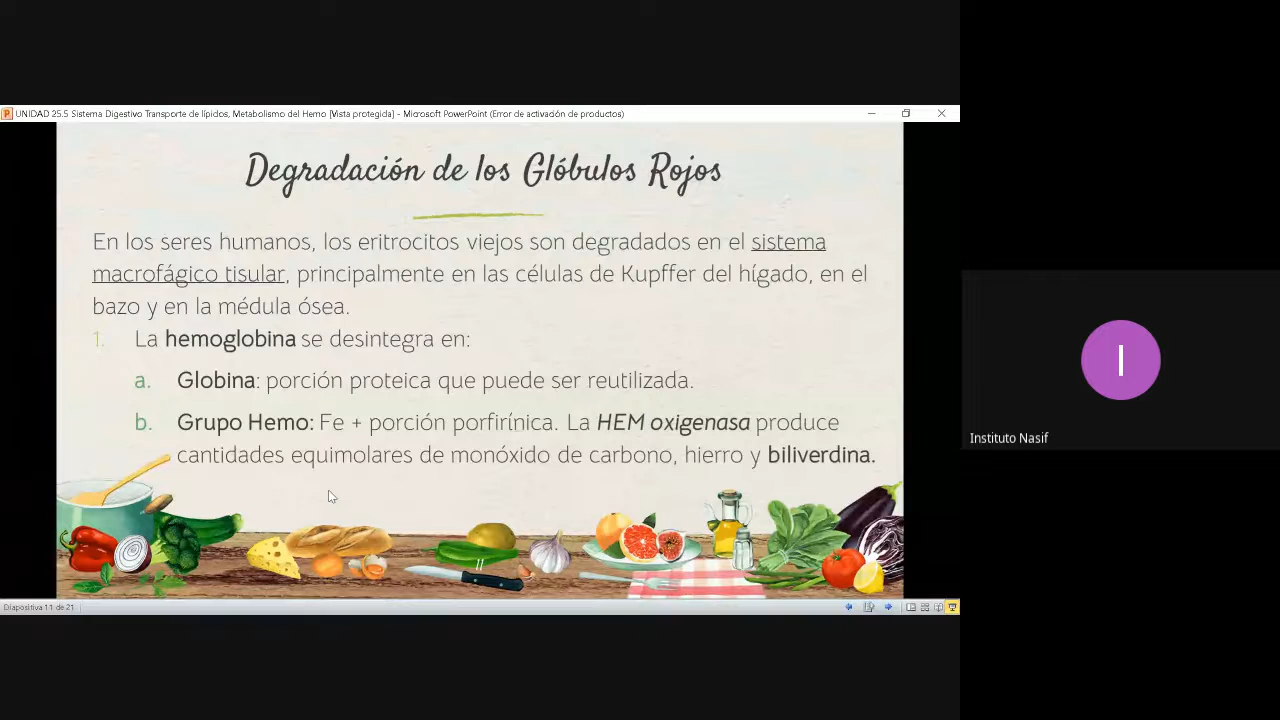 UNIDAD 25.5 Sistema Digestivo Transporte de lípidos, Metabolismo del Hemo [Vista protegida] - Microsoft PowerPoint (Error de activación de productos)
Degradación de los Glóbulos Rojos
En los seres humanos, los eritrocitos viejos son degradados en el sistema
macrofágico tisular, principalmente en las células de Kupffer del hígado, en el
bazo y en la médula ósea.
1. La hemoglobina se desintegra en:
a. Globina: porción proteica que puede ser reutilizada.
b. Grupo Hemo: Fe + porción porfirínica. La HEM oxigenasa produce
cantidades equimolares de monóxido de carbono, hierro y biliverdina.
Diapositiva 11 de 21
I
Instituto Nasif